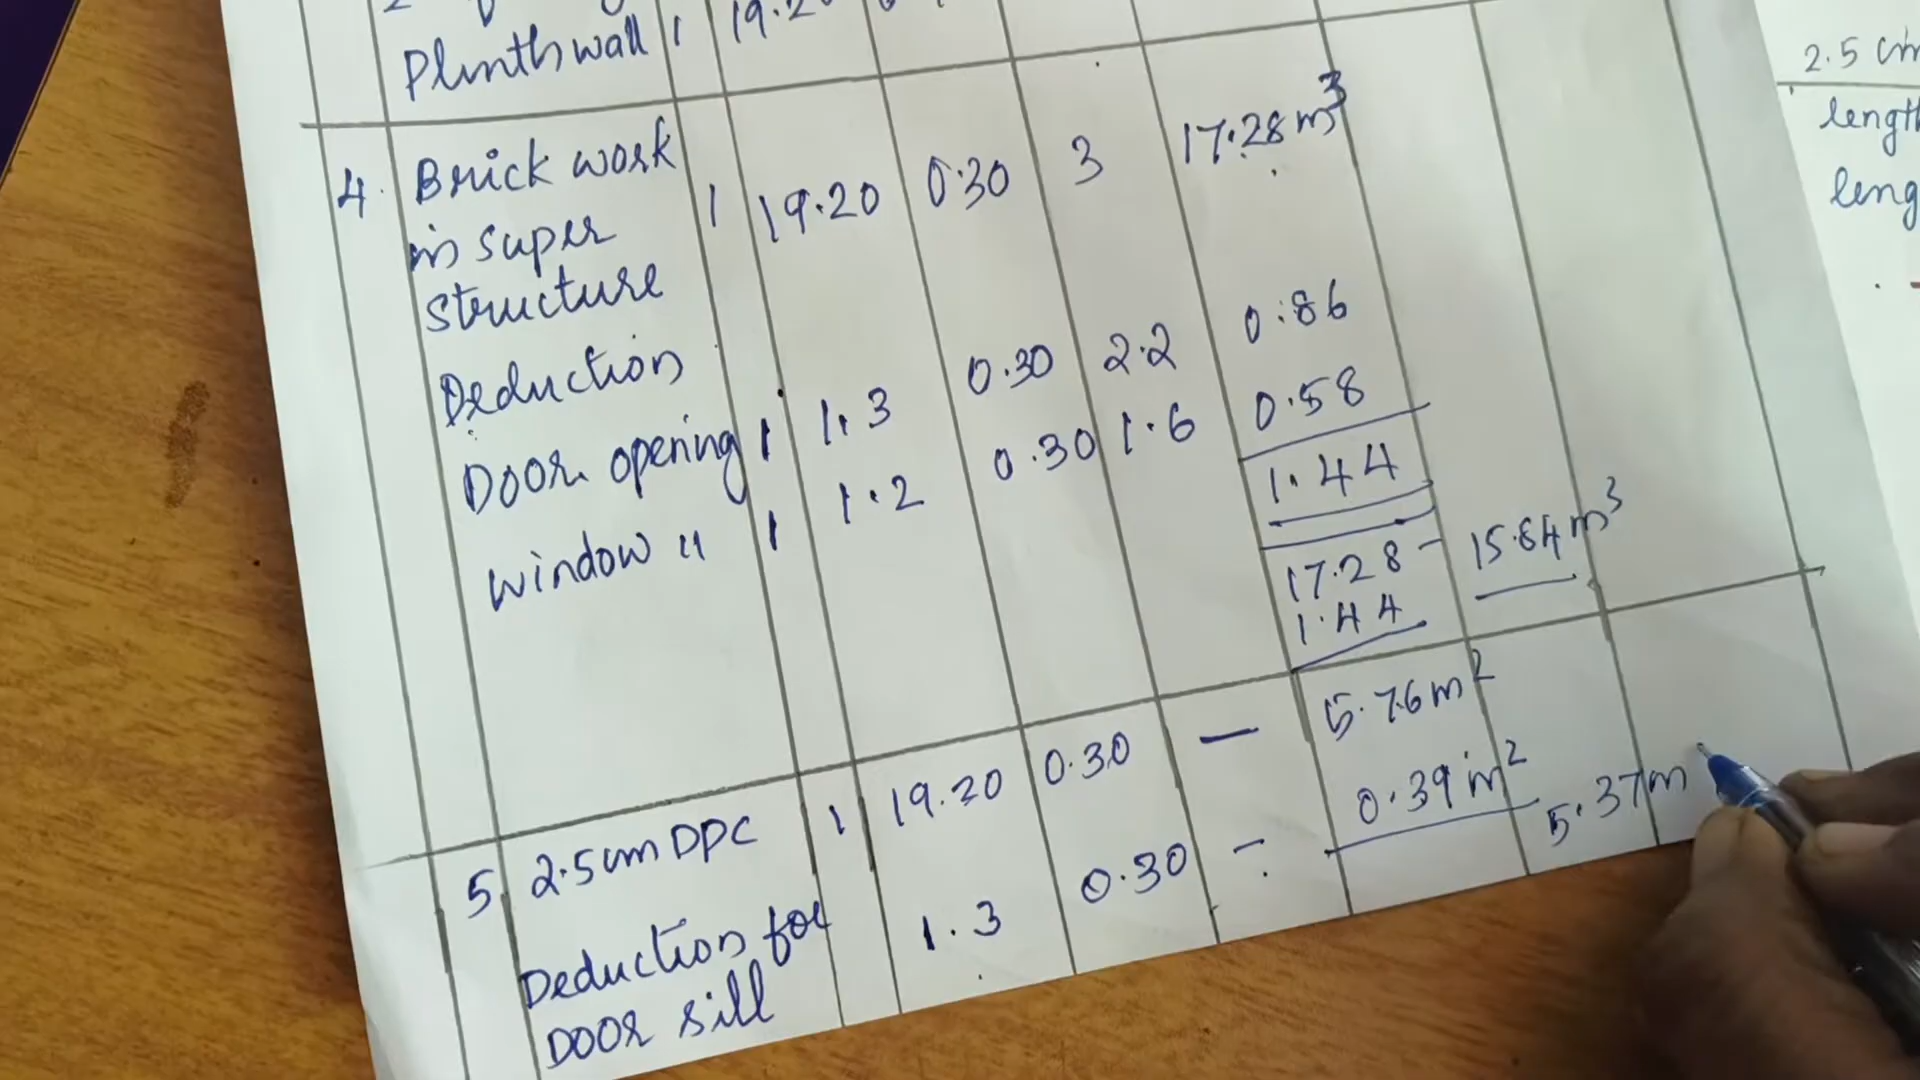 Plinth wall 1 19.20
4. Brick work in super structure 1 19.20 0.30 3 17.28 m³
Deduction
Door opening 1 1.3 0.30 2.2 0.86
window 〃 1 1.2 0.30 1.6 0.58
1.44
17.28 – 15.84 m³
1.44
5. 2.5 cm DPC 1 19.20 0.30 — 5.76 m²
Deduction for Door sill 1.3 0.30 – 0.39 m² 5.37 m
2.5 cm
length
leng